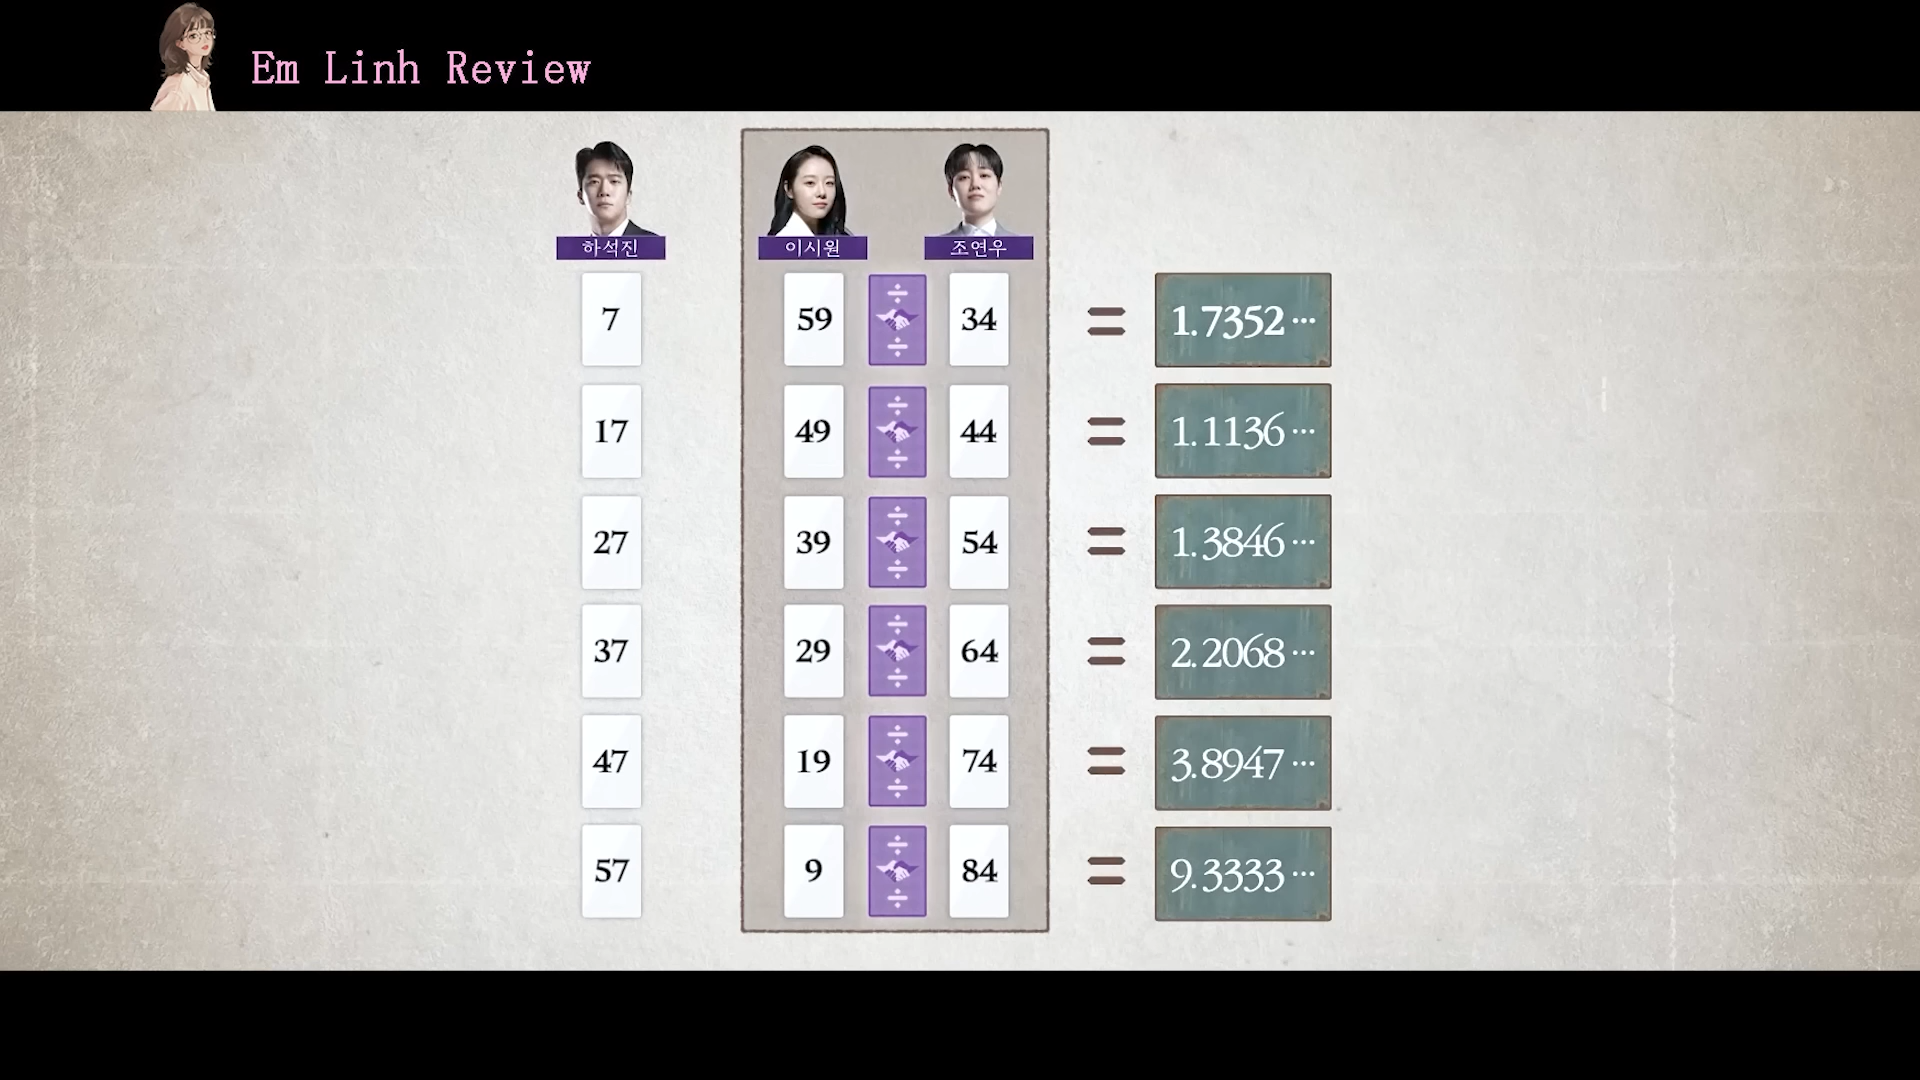 Em Linh Review
하석진 이시원 조연우
7 59 ÷ ÷ 34 = 1.7352···
17 49 ÷ ÷ 44 = 1.1136···
27 39 ÷ ÷ 54 = 1.3846···
37 29 ÷ ÷ 64 = 2.2068···
47 19 ÷ ÷ 74 = 3.8947···
57 9 ÷ ÷ 84 = 9.3333···